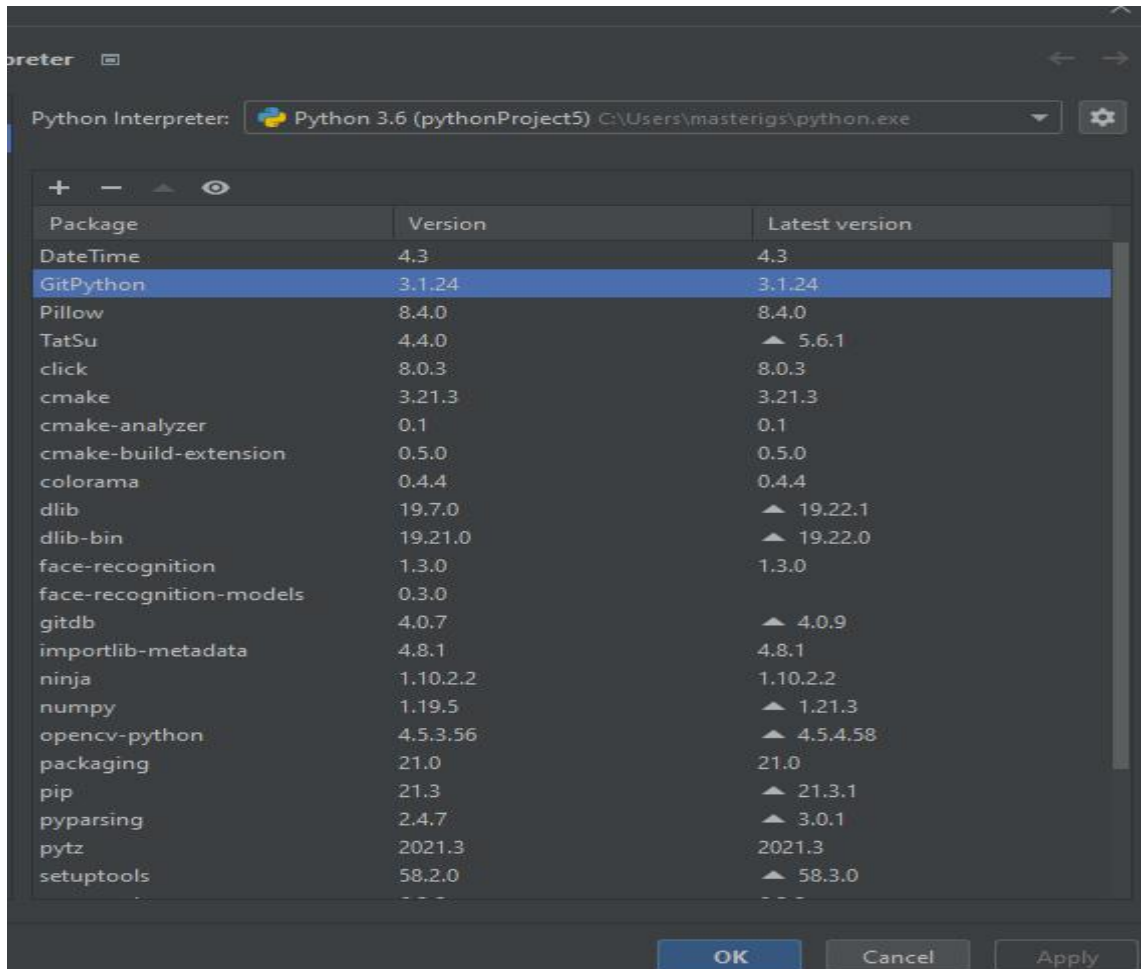 preter
Python Interpreter: Python 3.6 (pythonProject5) C:\Users\masterigs\python.exe
Package Version Latest version
DateTime 4.3 4.3
GitPython 3.1.24 3.1.24
Pillow 8.4.0 8.4.0
TatSu 4.4.0 5.6.1
click 8.0.3 8.0.3
cmake 3.21.3 3.21.3
cmake-analyzer 0.1 0.1
cmake-build-extension 0.5.0 0.5.0
colorama 0.4.4 0.4.4
dlib 19.7.0 19.22.1
dlib-bin 19.21.0 19.22.0
face-recognition 1.3.0 1.3.0
face-recognition-models 0.3.0
gitdb 4.0.7 4.0.9
importlib-metadata 4.8.1 4.8.1
ninja 1.10.2.2 1.10.2.2
numpy 1.19.5 1.21.3
opencv-python 4.5.3.56 4.5.4.58
packaging 21.0 21.0
pip 21.3 21.3.1
pyparsing 2.4.7 3.0.1
pytz 2021.3 2021.3
setuptools 58.2.0 58.3.0
OK Cancel Apply